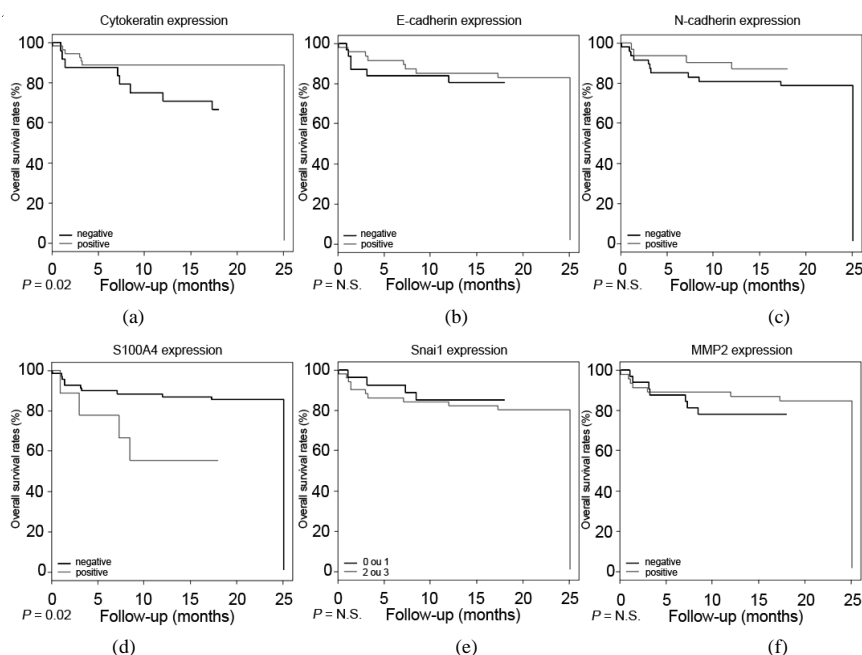 Cytokeratin expression
Overall survival rates (%)
100
80
60
40
20
0
negative
positive
0 5 10 15 20 25
P = 0.02
Follow-up (months)
(a)
E-cadherin expression
Overall survival rates (%)
100
80
60
40
20
0
negative
positive
0 5 10 15 20 25
P = N.S.
Follow-up (months)
(b)
N-cadherin expression
Overall survival rates (%)
100
80
60
40
20
0
negative
positive
0 5 10 15 20 25
P = N.S.
Follow-up (months)
(c)
S100A4 expression
Overall survival rates (%)
100
80
60
40
20
0
negative
positive
0 5 10 15 20 25
P = 0.02
Follow-up (months)
(d)
Snai1 expression
Overall survival rates (%)
100
80
60
40
20
0
0 ou 1
2 ou 3
0 5 10 15 20 25
P = N.S.
Follow-up (months)
(e)
MMP2 expression
Overall survival rates (%)
100
80
60
40
20
0
negative
positive
0 5 10 15 20 25
P = N.S.
Follow-up (months)
(f)